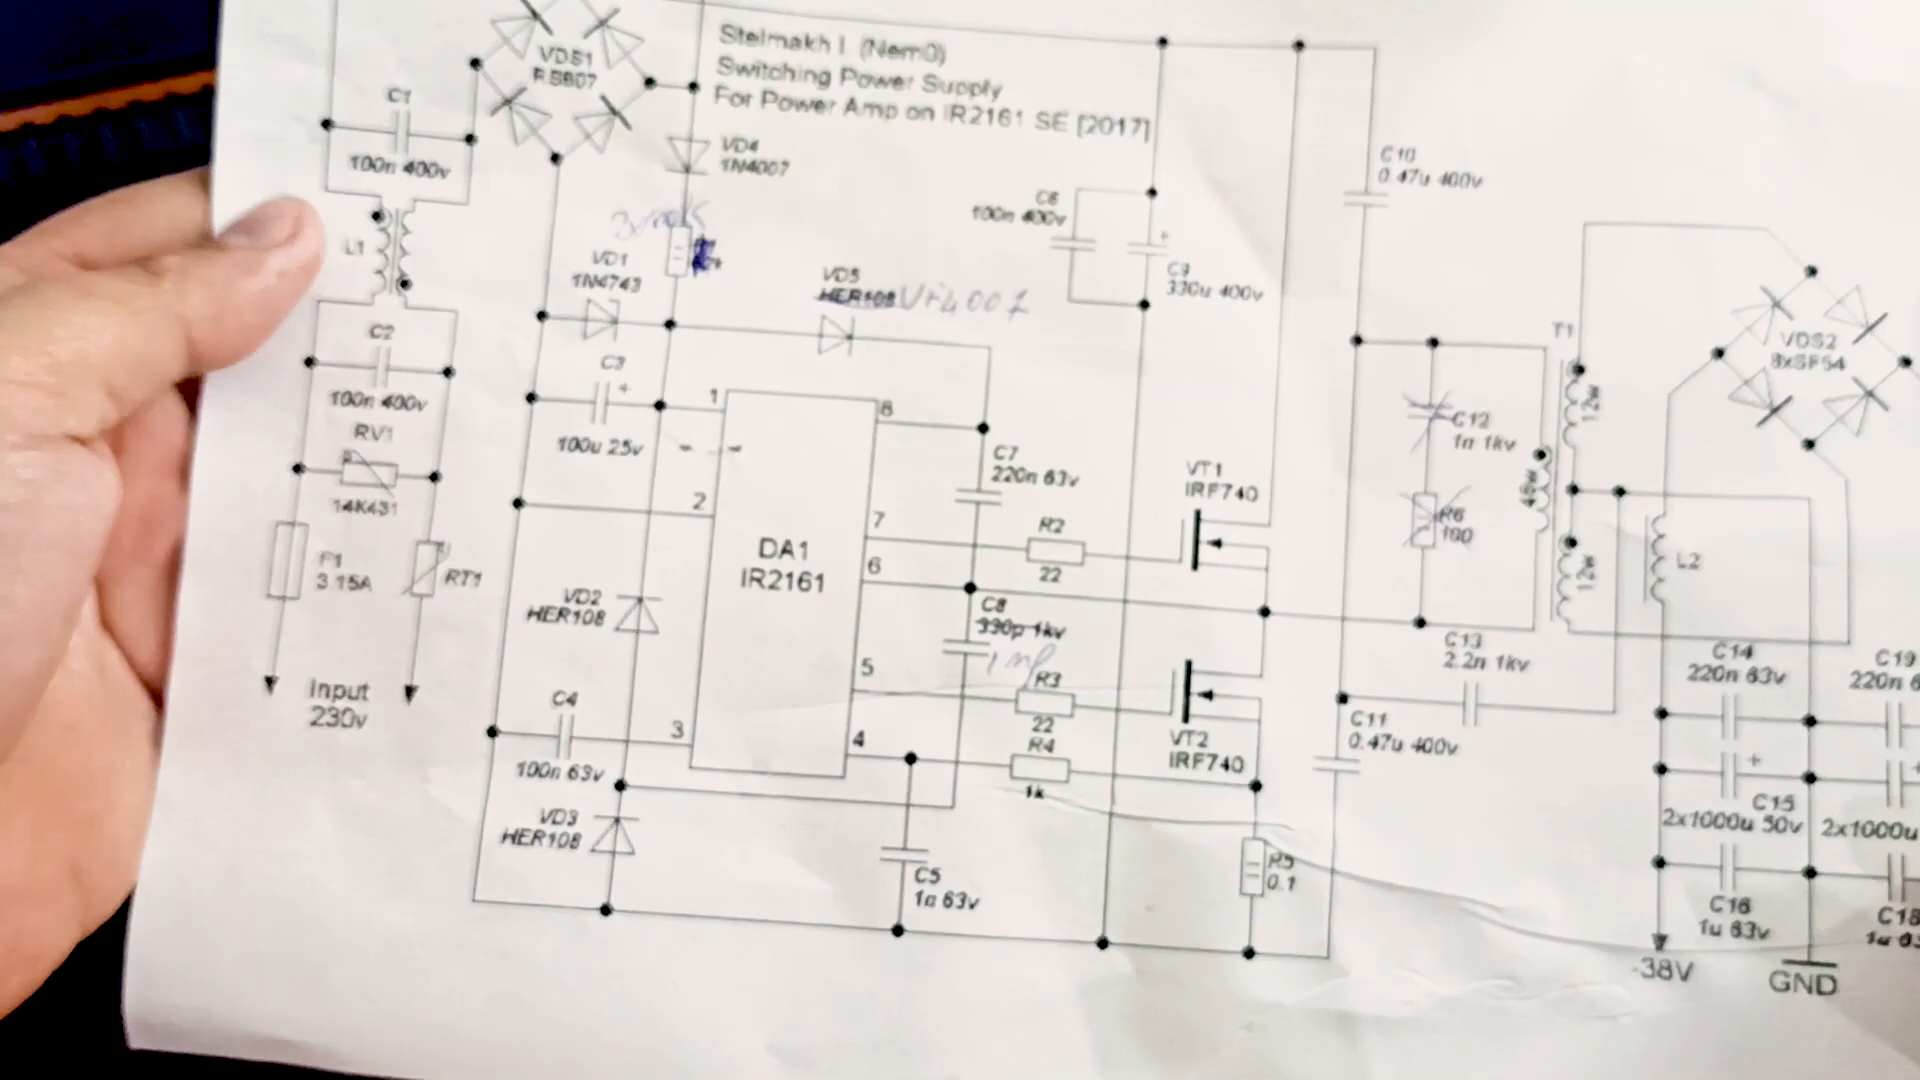 Stelmakh I. (Nem0)
Switching Power Supply
For Power Amp on IR2161 SE [2017]
VDS1
RS807
C1
100n 400v
L1
C2
100n 400v
RV1
14K431
F1
3.15A
RT1
Input
230v
VD4
1N4007
VD1
1N4743
VD5
HER108
C3
+
100u 25v
1
2
3
4
5
6
7
8
DA1
IR2161
VD2
HER108
C4
100n 63v
VD3
HER108
C5
1n 63v
C6
100n 400v
+
C9
330u 400v
C7
220n 63v
R2
22
C8
330p 1kv
R3
22
R4
1k
VT1
IRF740
VT2
IRF740
R5
0.1
C10
0.47u 400v
C11
0.47u 400v
C12
1n 1kv
R6
100
C13
2.2n 1kv
T1
12w
12w
VDS2
8xSF54
L2
C14
220n 63v
+
C15
2x1000u 50v
C16
1u 63v
-38V
GND
C19
220n 6
2x1000u
C18